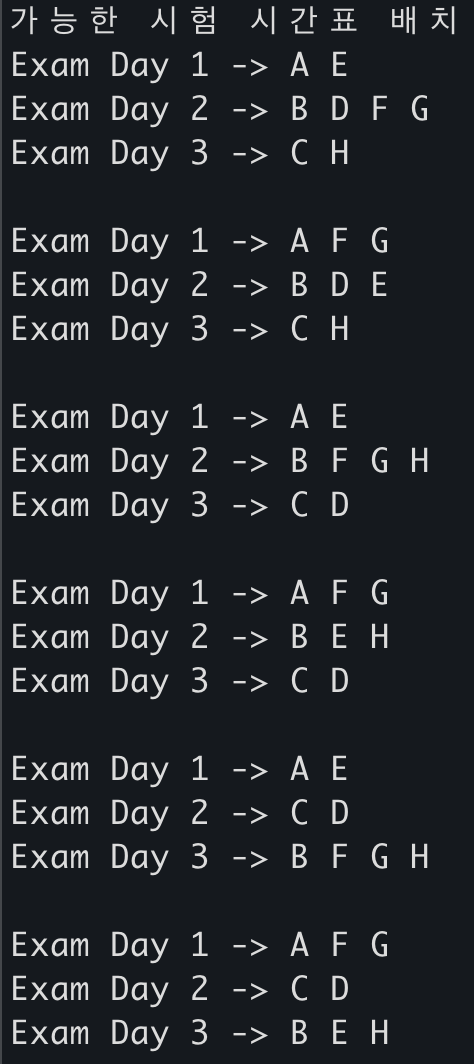 가능한 시험 시간표 배치
Exam Day 1 -> A E
Exam Day 2 -> B D F G
Exam Day 3 -> C H
Exam Day 1 -> A F G
Exam Day 2 -> B D E
Exam Day 3 -> C H
Exam Day 1 -> A E
Exam Day 2 -> B F G H
Exam Day 3 -> C D
Exam Day 1 -> A F G
Exam Day 2 -> B E H
Exam Day 3 -> C D
Exam Day 1 -> A E
Exam Day 2 -> C D
Exam Day 3 -> B F G H
Exam Day 1 -> A F G
Exam Day 2 -> C D
Exam Day 3 -> B E H